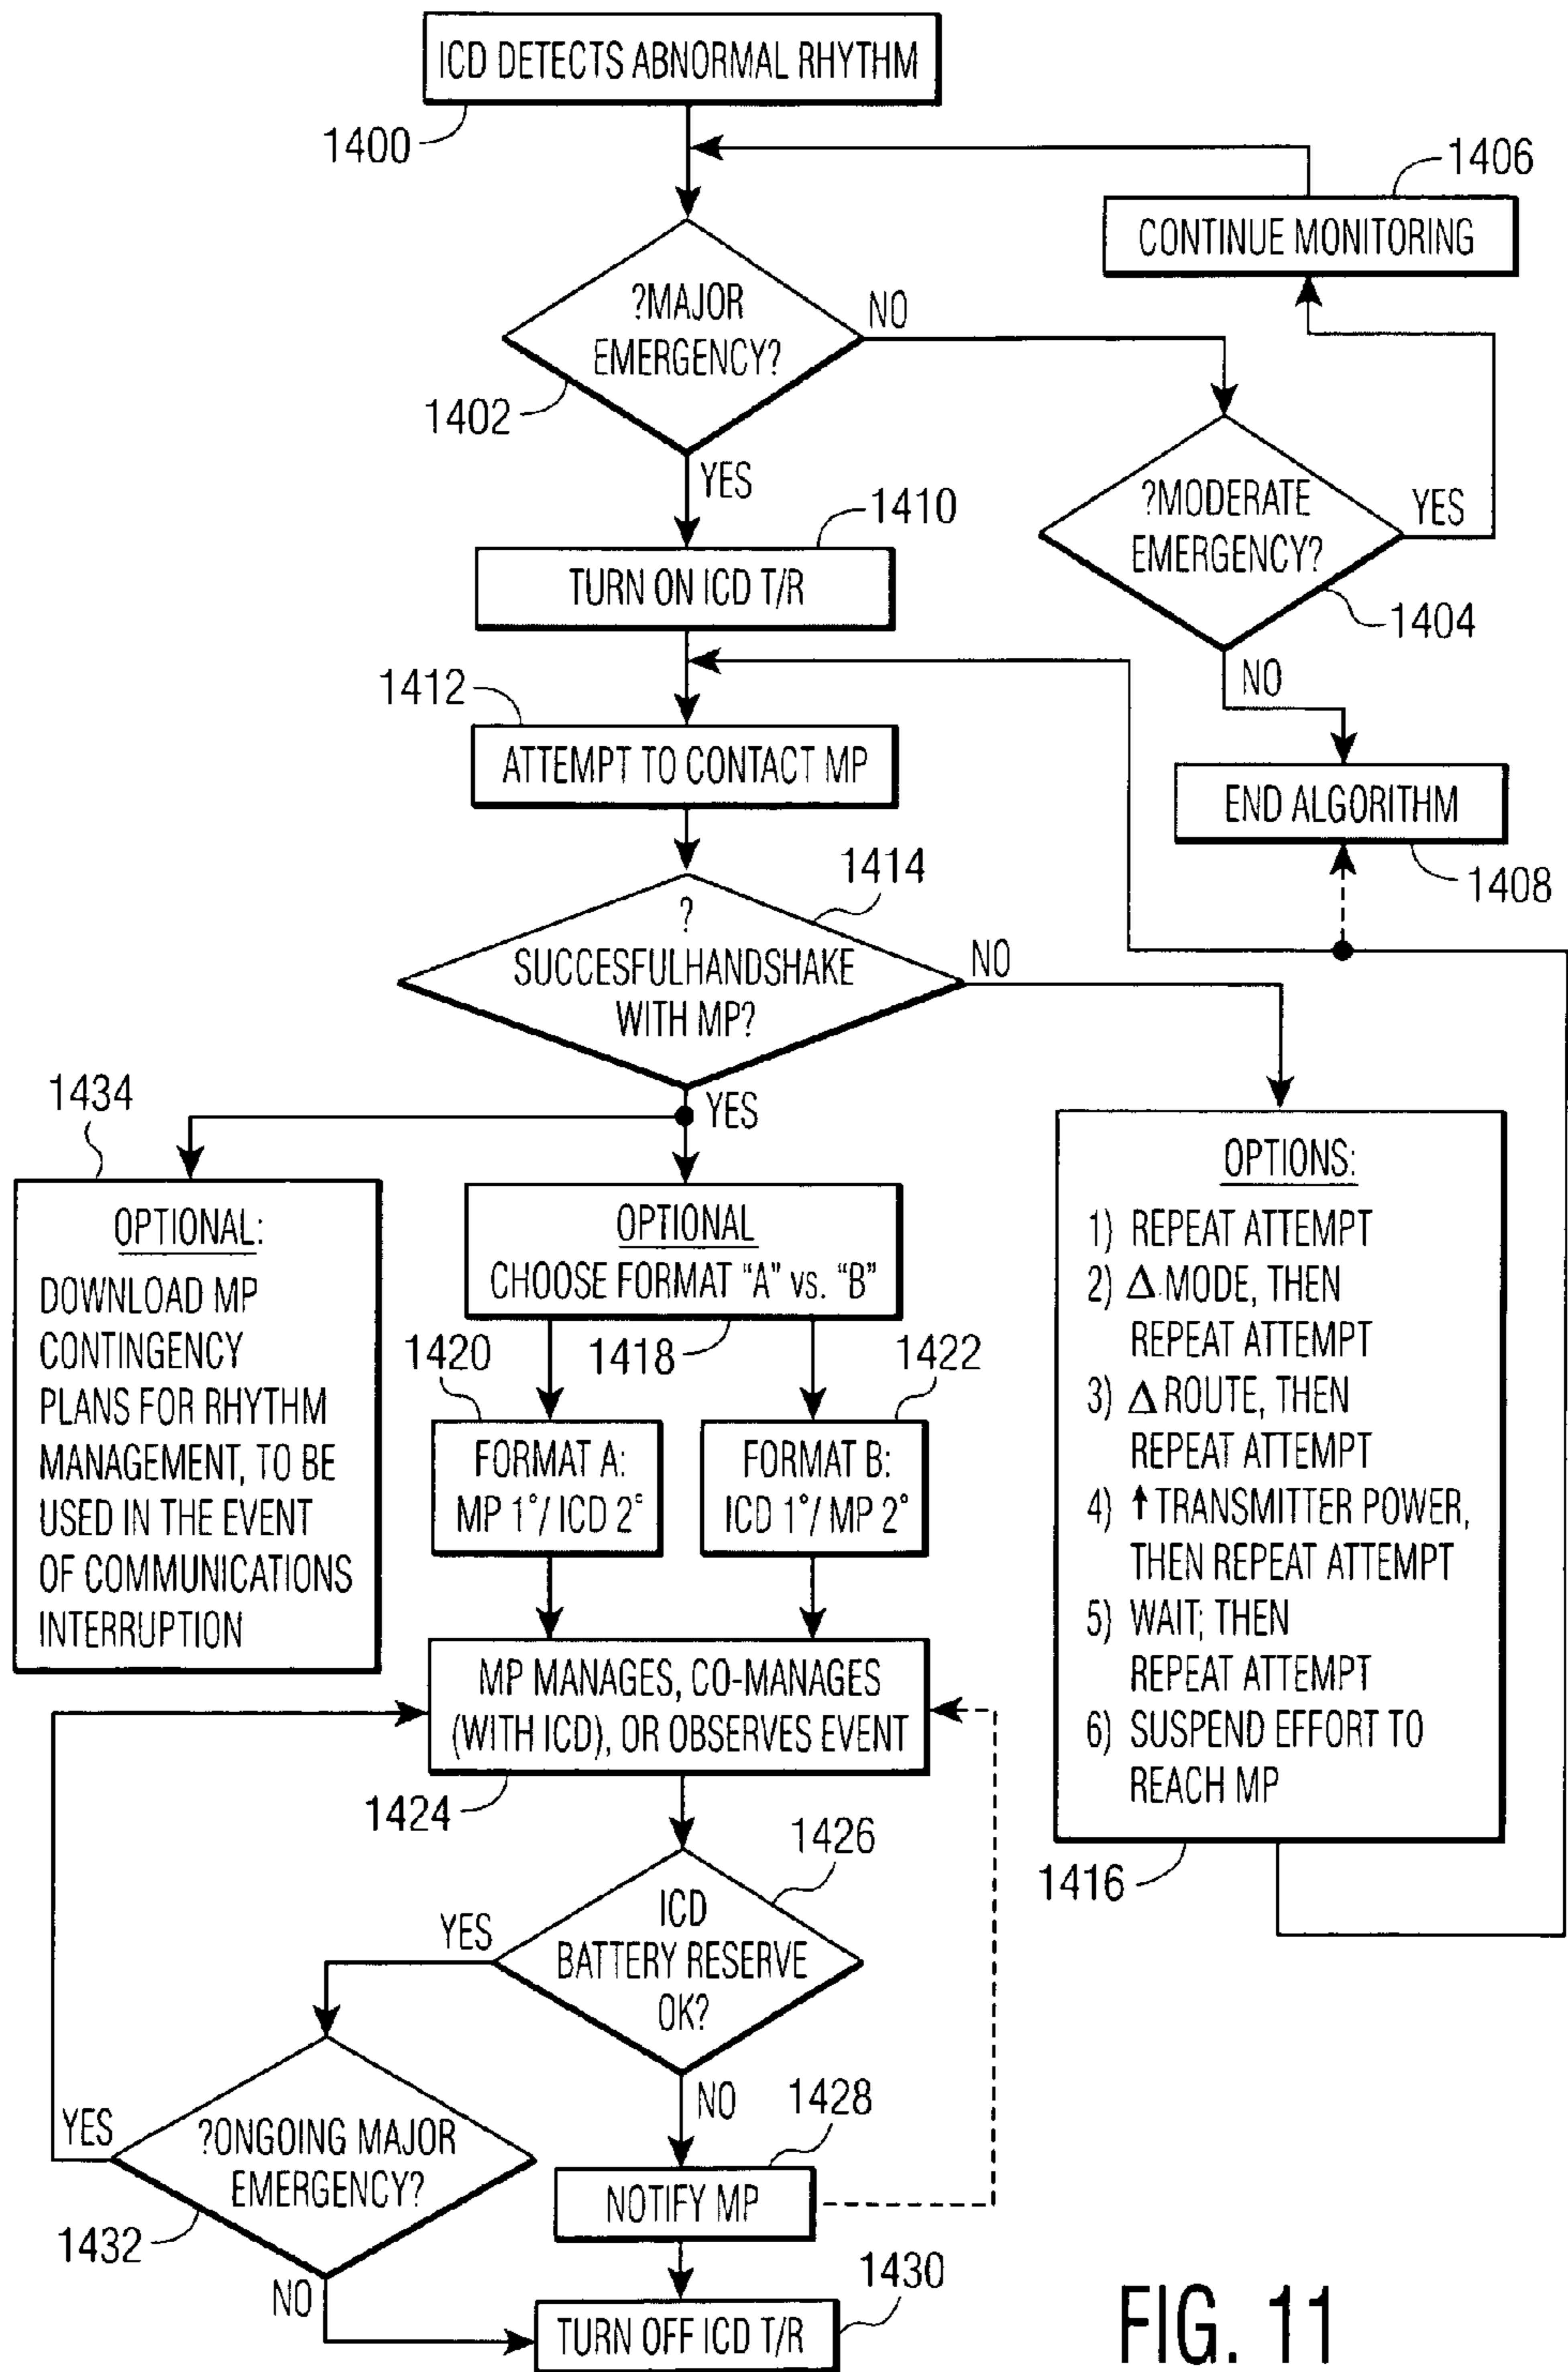 ICD DETECTS ABNORMAL RHYTHM
1400
1406
CONTINUE MONITORING
?MAJOR
EMERGENCY?
NO
1402
YES
?MODERATE
EMERGENCY?
YES
1404
NO
1410
TURN ON ICD T/R
1412
ATTEMPT TO CONTACT MP
END ALGORITHM
1408
1414
?
SUCCESFULHANDSHAKE
WITH MP?
NO
YES
1434
OPTIONAL:
DOWNLOAD MP
CONTINGENCY
PLANS FOR RHYTHM
MANAGEMENT, TO BE
USED IN THE EVENT
OF COMMUNICATIONS
INTERRUPTION
OPTIONAL
CHOOSE FORMAT "A" vs. "B"
1418
1420
1422
FORMAT A:
MP 1°/ ICD 2°
FORMAT B:
ICD 1°/ MP 2°
OPTIONS:
1) REPEAT ATTEMPT
2) Δ MODE, THEN
REPEAT ATTEMPT
3) Δ ROUTE, THEN
REPEAT ATTEMPT
4) ↑ TRANSMITTER POWER,
THEN REPEAT ATTEMPT
5) WAIT; THEN
REPEAT ATTEMPT
6) SUSPEND EFFORT TO
REACH MP
1416
MP MANAGES, CO-MANAGES
(WITH ICD), OR OBSERVES EVENT
1424
1426
ICD
BATTERY RESERVE
OK?
YES
NO
?ONGOING MAJOR
EMERGENCY?
YES
1432
NO
1428
NOTIFY MP
1430
TURN OFF ICD T/R
FIG. 11